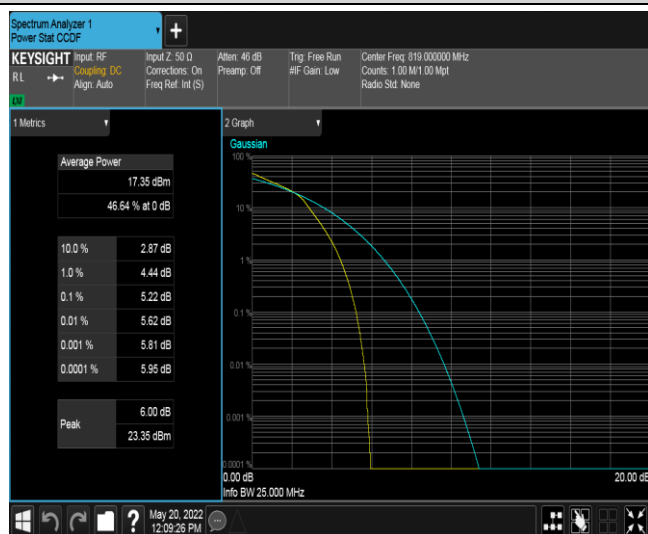 Spectrum Analyzer 1
Power Stat CCDF
KEYSIGHT
RL
LXI
Input: RF
Coupling: DC
Align: Auto
Input Z: 50 Ω
Corrections: On
Freq Ref: Int (S)
Atten: 46 dB
Preamp: Off
Trig: Free Run
#IF Gain: Low
Center Freq: 819.000000 MHz
Counts: 1.00 M/1.00 Mpt
Radio Std: None
1 Metrics
Average Power
17.35 dBm
46.64 % at 0 dB
10.0 % 2.87 dB
1.0 % 4.44 dB
0.1 % 5.22 dB
0.01 % 5.62 dB
0.001 % 5.81 dB
0.0001 % 5.95 dB
Peak
6.00 dB
23.35 dBm
2 Graph
Gaussian
100 %
10 %
1 %
0.1 %
0.01 %
0.001 %
0.0001 %
0.00 dB
20.00 dB
Info BW 25.000 MHz
?
May 20, 2022
12:09:26 PM